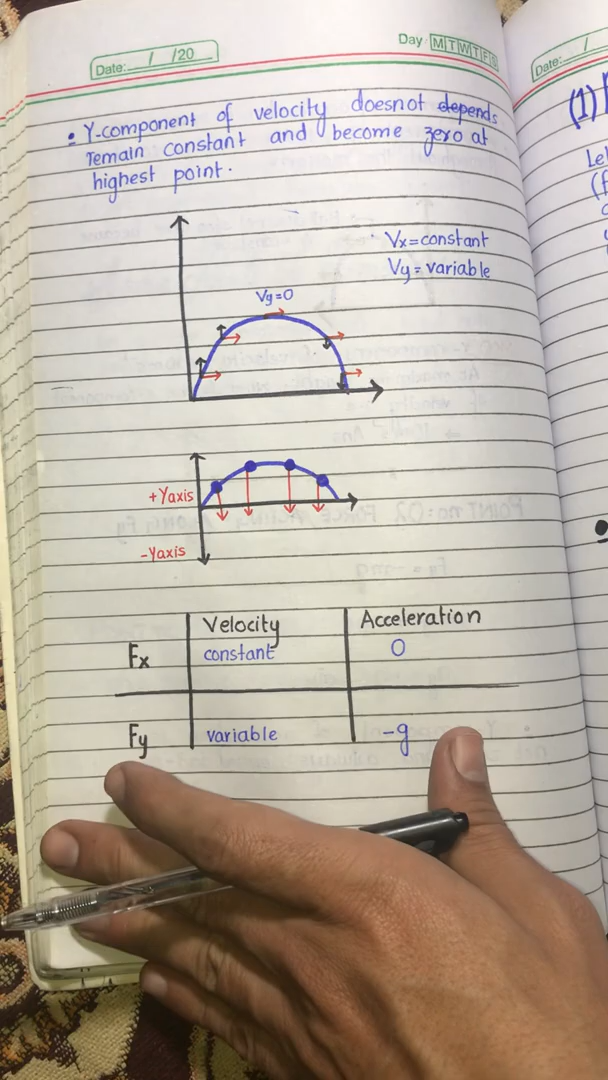 Date: / /20
Day M T W T F S
• Y-component of velocity doesnot depends
remain constant and become zero at
highest point.
Vx=constant
Vy=variable
Vy=0
+Yaxis
-Yaxis
Velocity Acceleration
Fx constant 0
Fy variable -g
Date: /
(1)
Let